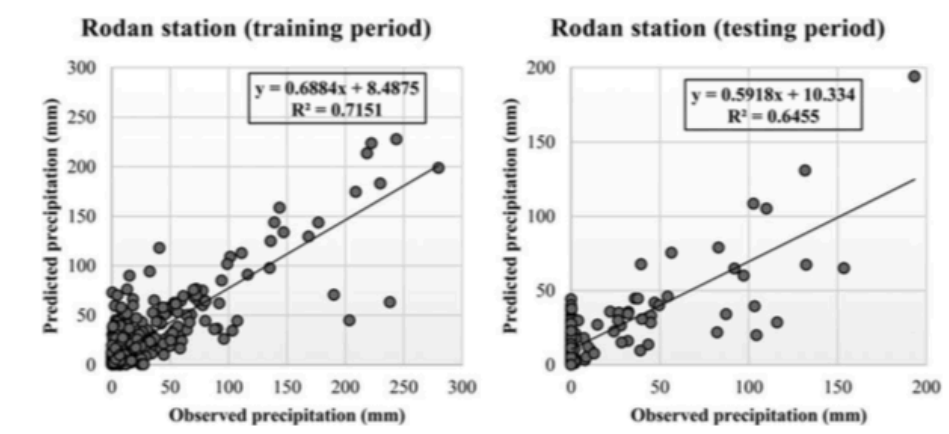 Rodan station (training period)
300
250
200
150
100
50
0
Predicted precipitation (mm)
y = 0.6884x + 8.4875
R² = 0.7151
0 50 100 150 200 250 300
Observed precipitation (mm)
Rodan station (testing period)
200
150
100
50
0
Predicted precipitation (mm)
y = 0.5918x + 10.334
R² = 0.6455
0 50 100 150 200
Observed precipitation (mm)